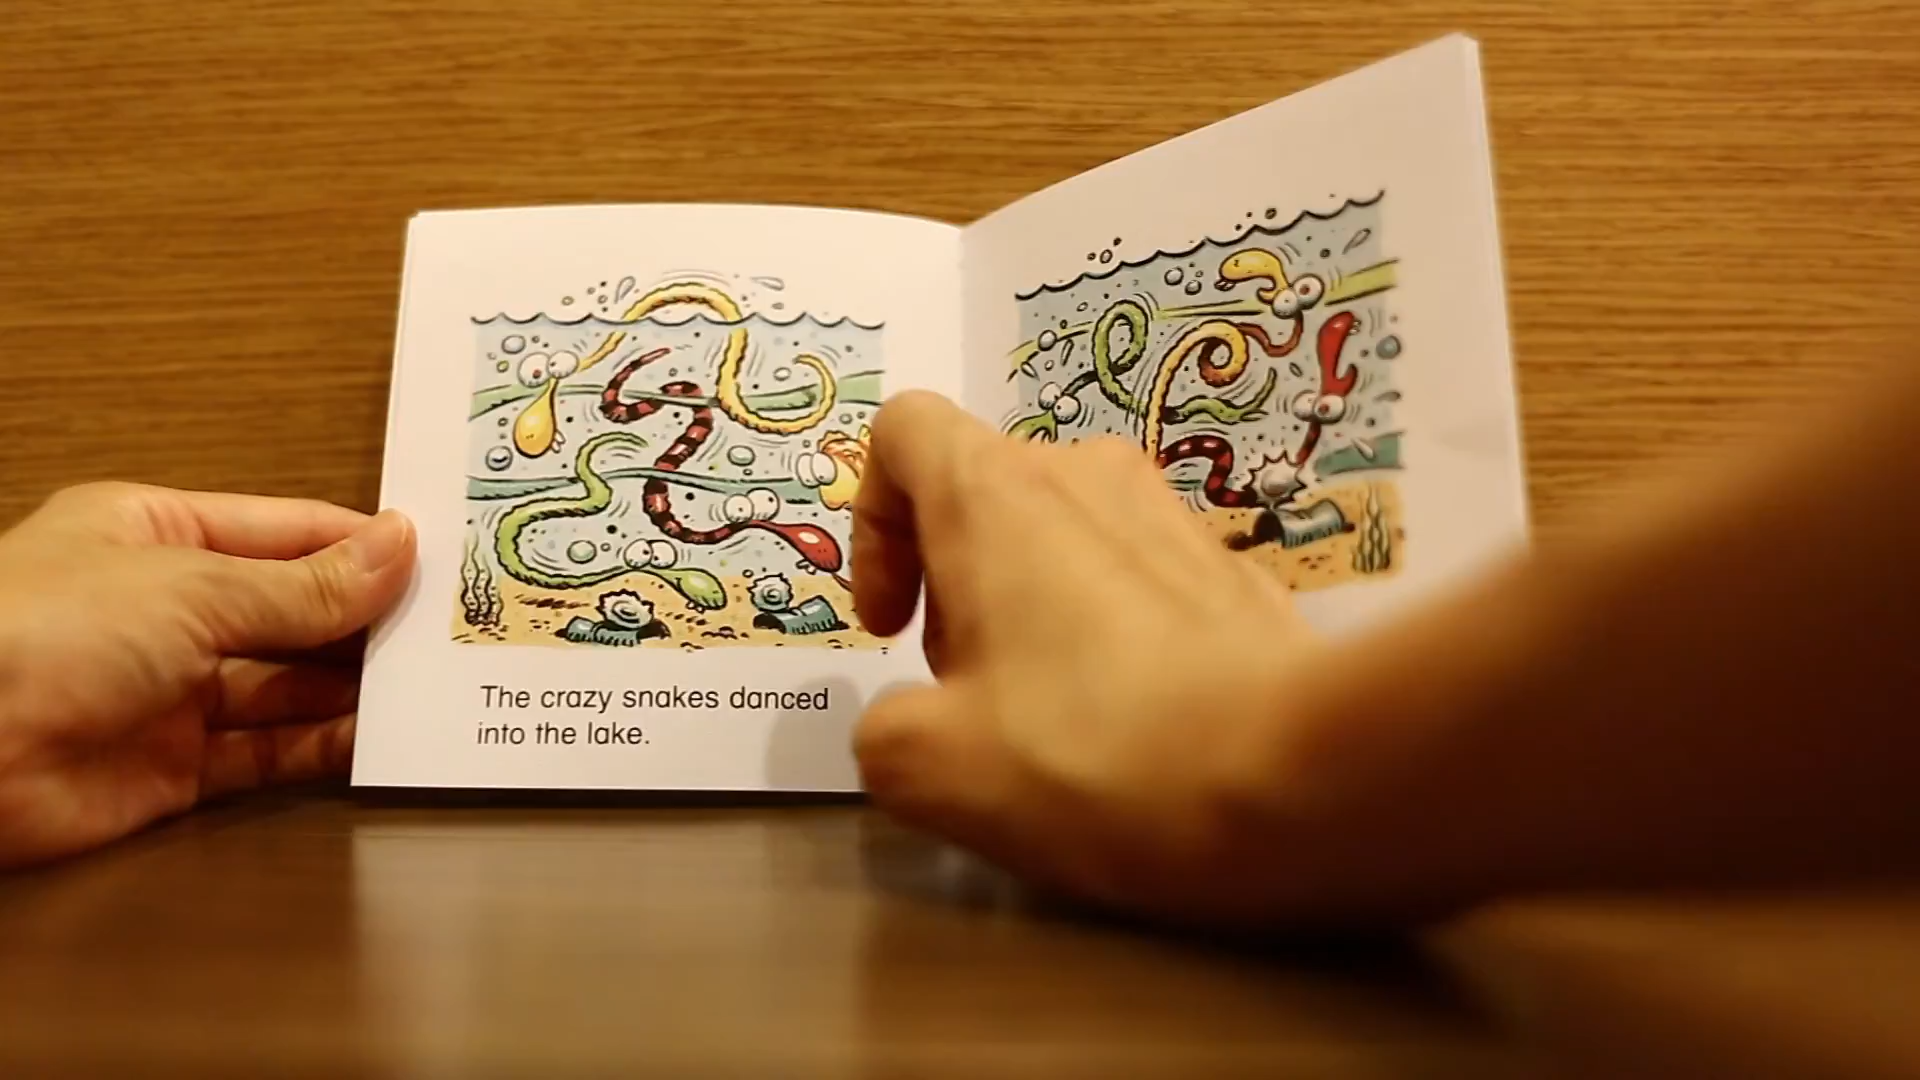 The crazy snakes danced
into the lake.